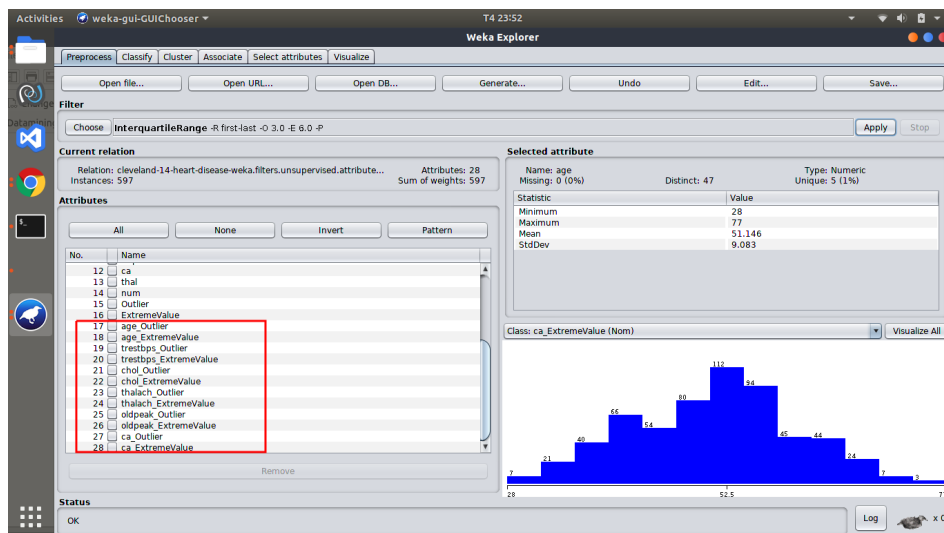 Activities weka-gui-GUIChooser T4 23:52
Weka Explorer
Preprocess Classify Cluster Associate Select attributes Visualize
Open file... Open URL... Open DB... Generate... Undo Edit... Save...
Filter
Choose InterquartileRange -R first-last -O 3.0 -E 6.0 -P Apply Stop
Current relation
Relation: cleveland-14-heart-disease-weka.filters.unsupervised.attribute... Attributes: 28
Instances: 597 Sum of weights: 597
Attributes
All None Invert Pattern
No. Name
12 ca
13 thal
14 num
15 Outlier
16 ExtremeValue
17 age_Outlier
18 age_ExtremeValue
19 trestbps_Outlier
20 trestbps_ExtremeValue
21 chol_Outlier
22 chol_ExtremeValue
23 thalach_Outlier
24 thalach_ExtremeValue
25 oldpeak_Outlier
26 oldpeak_ExtremeValue
27 ca_Outlier
28 ca_ExtremeValue
Remove
Selected attribute
Name: age Type: Numeric
Missing: 0 (0%) Distinct: 47 Unique: 5 (1%)
Statistic Value
Minimum 28
Maximum 77
Mean 51.146
StdDev 9.083
Class: ca_ExtremeValue (Nom) Visualize All
7 21 40 66 54 80 112 94 45 44 24 7 3
28 52.5
Status
OK
Log